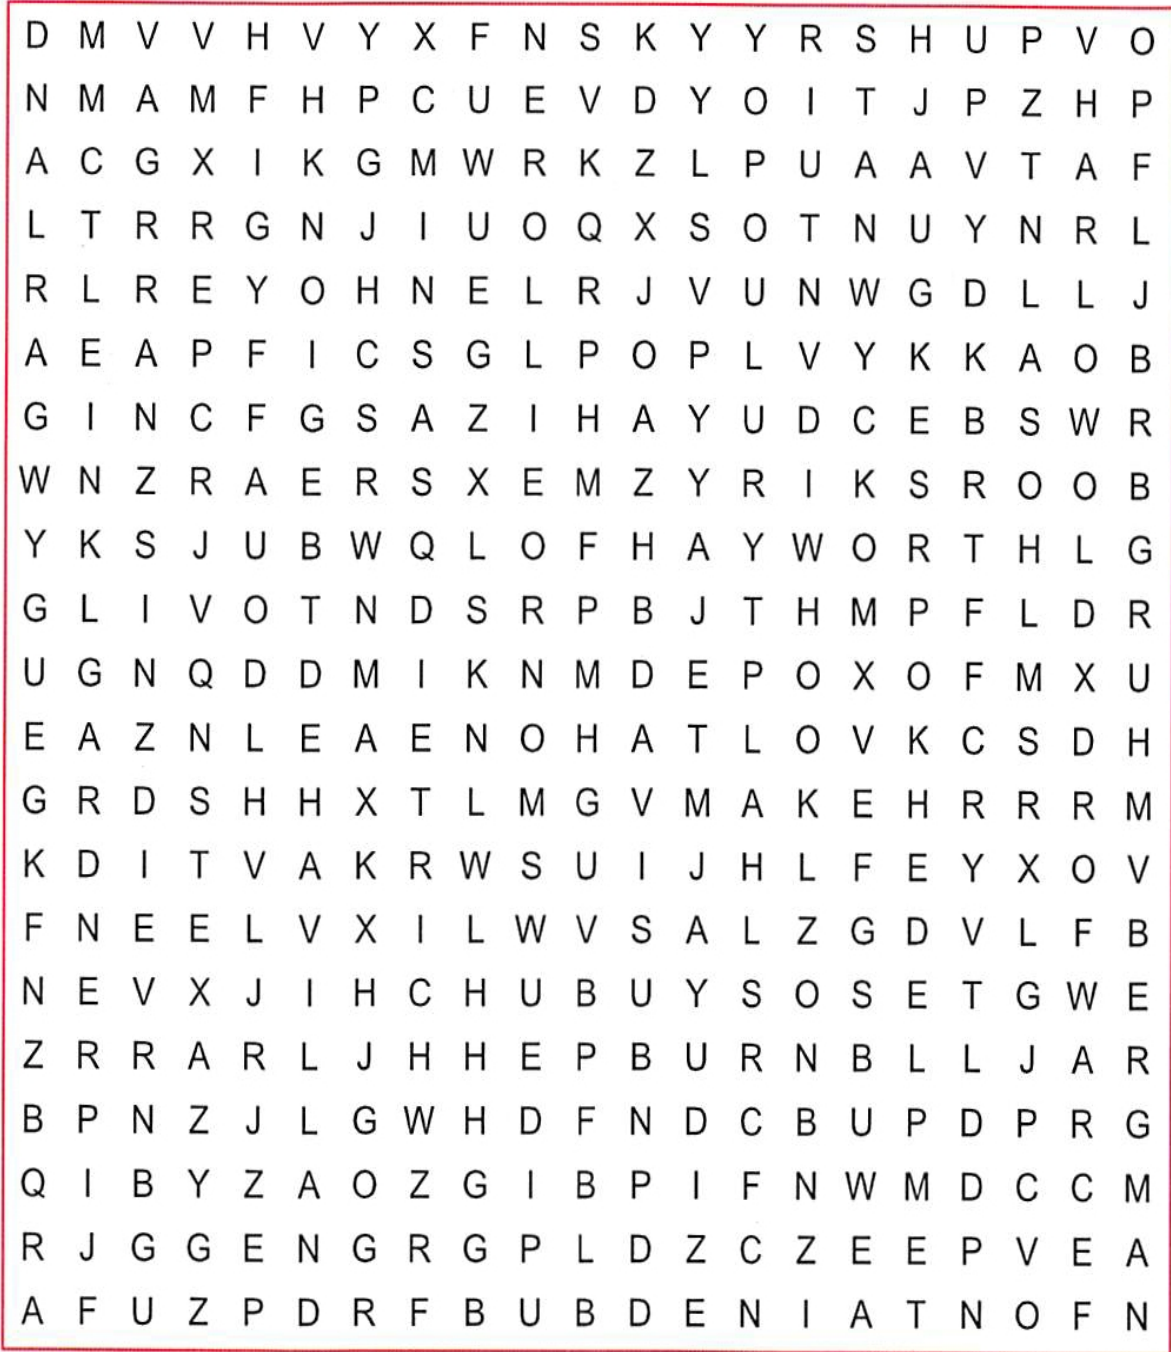 D M V V H V Y X F N S K Y Y R S H U P V O
N M A M F H P C U E V D Y O I T J P Z H P
A C G X I K G M W R K Z L P U A A V T A F
L T R R G N J I U O Q X S O T N U Y N R L
R L R E Y O H N E L R J V U N W G D L L J
A E A P F I C S G L P O P L V Y K K A O B
G I N C F G S A Z I H A Y U D C E B S W R
W N Z R A E R S X E M Z Y R I K S R O O B
Y K S J U B W Q L O F H A Y W O R T H L G
G L I V O T N D S R P B J T H M P F L D R
U G N Q D D M I K N M D E P O X O F M X U
E A Z N L E A E N O H A T L O V K C S D H
G R D S H H X T L M G V M A K E H R R R M
K D I T V A K R W S U I J H L F E Y X O V
F N E E L V X I L W V S A L Z G D V L F B
N E V X J I H C H U B U Y S O S E T G W E
Z R R A R L J H H E P B U R N B L L J A R
B P N Z J L G W H D F N D C B U P D P R G
Q I B Y Z A O Z G I B P I F N W M D C C M
R J G G E N G R G P L D Z C Z E E P V E A
A F U Z P D R F B U B D E N I A T N O F N